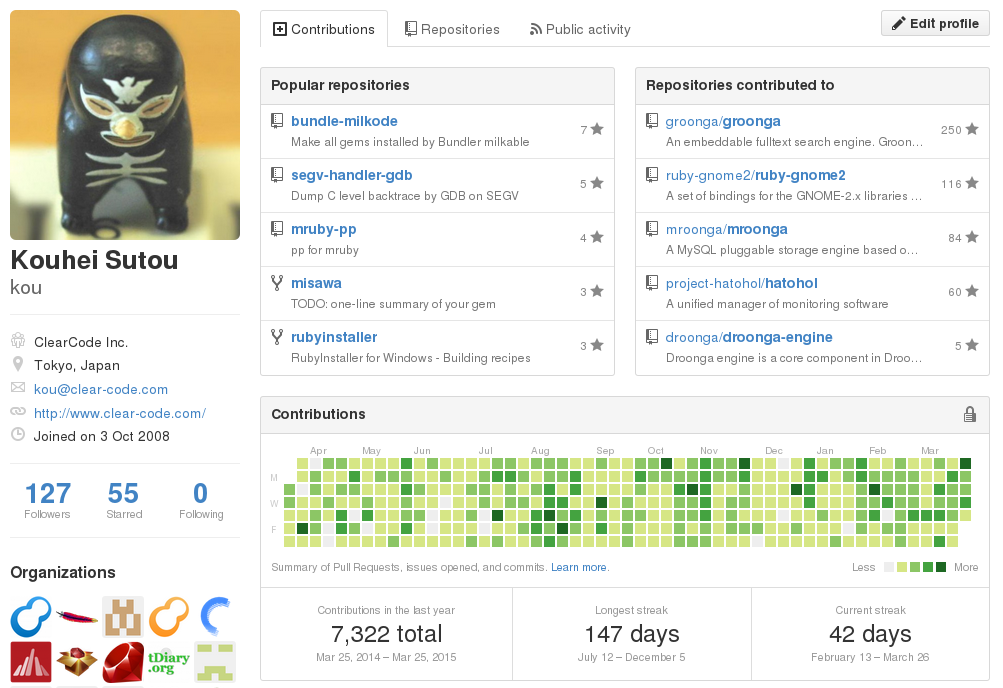 Contributions
Repositories
Public activity
Edit profile
Kouhei Sutou
kou
ClearCode Inc.
Tokyo, Japan
kou@clear-code.com
http://www.clear-code.com/
Joined on 3 Oct 2008
127 55 0
Followers Starred Following
Organizations
tDiary
.org
Popular repositories
bundle-milkode
Make all gems installed by Bundler milkable
7
segv-handler-gdb
Dump C level backtrace by GDB on SEGV
5
mruby-pp
pp for mruby
4
misawa
TODO: one-line summary of your gem
3
rubyinstaller
RubyInstaller for Windows - Building recipes
3
Repositories contributed to
groonga/groonga
An embeddable fulltext search engine. Groon…
250
ruby-gnome2/ruby-gnome2
A set of bindings for the GNOME-2.x libraries …
116
mroonga/mroonga
A MySQL pluggable storage engine based o…
84
project-hatohol/hatohol
A unified manager of monitoring software
60
droonga/droonga-engine
Droonga engine is a core component in Droo…
5
Contributions
Apr May Jun Jul Aug Sep Oct Nov Dec Jan Feb Mar
M
W
F
Summary of Pull Requests, issues opened, and commits. Learn more.
Less More
Contributions in the last year
7,322 total
Mar 25, 2014 – Mar 25, 2015
Longest streak
147 days
July 12 – December 5
Current streak
42 days
February 13 – March 26